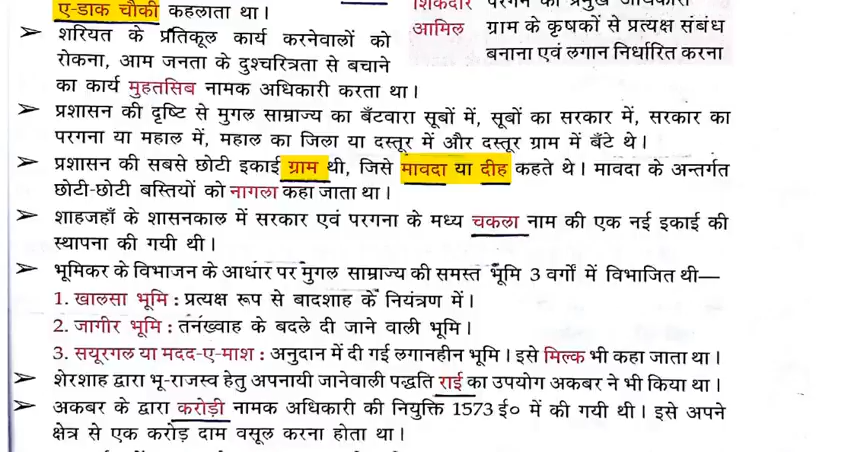 ए-डाक चौकी कहलाता था।
शरियत के प्रतिकूल कार्य करनेवालों को
रोकना, आम जनता के दुश्चरित्रता से बचाने
का कार्य मुहतसिब नामक अधिकारी करता था।
शिकदार परगने का प्रमुख अधिकारी
आमिल ग्राम के कृषकों से प्रत्यक्ष संबंध
बनाना एवं लगान निर्धारित करना
➢ प्रशासन की दृष्टि से मुगल साम्राज्य का बँटवारा सूबों में, सूबों का सरकार में, सरकार का
परगना या महाल में, महाल का जिला या दस्तूर में और दस्तूर ग्राम में बँटे थे।
➢ प्रशासन की सबसे छोटी इकाई ग्राम थी, जिसे मावदा या दीह कहते थे। मावदा के अन्तर्गत
छोटी-छोटी बस्तियों को नागला कहा जाता था।
➢ शाहजहाँ के शासनकाल में सरकार एवं परगना के मध्य चकला नाम की एक नई इकाई की
स्थापना की गयी थी।
➢ भूमिकर के विभाजन के आधार पर मुगल साम्राज्य की समस्त भूमि 3 वर्गों में विभाजित थी—
1. खालसा भूमि : प्रत्यक्ष रूप से बादशाह के नियंत्रण में।
2. जागीर भूमि : तनख्वाह के बदले दी जाने वाली भूमि।
3. सयूरगल या मदद-ए-माश : अनुदान में दी गई लगानहीन भूमि। इसे मिल्क भी कहा जाता था।
➢ शेरशाह द्वारा भू-राजस्व हेतु अपनायी जानेवाली पद्धति राई का उपयोग अकबर ने भी किया था।
➢ अकबर के द्वारा करोड़ी नामक अधिकारी की नियुक्ति 1573 ई० में की गयी थी। इसे अपने
क्षेत्र से एक करोड़ दाम वसूल करना होता था।